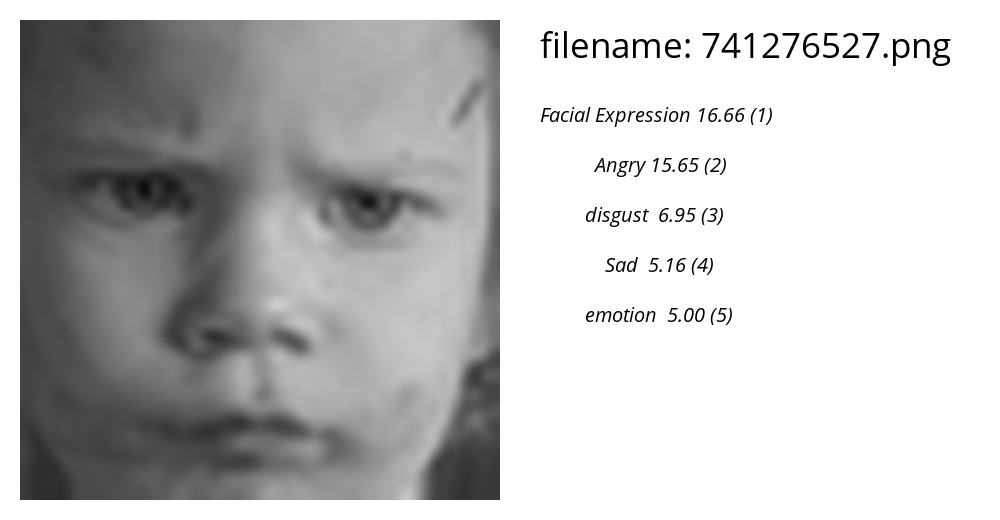 filename: 741276527.png
Facial Expression 16.66 (1)
Angry 15.65 (2)
disgust 6.95 (3)
Sad 5.16 (4)
emotion 5.00 (5)